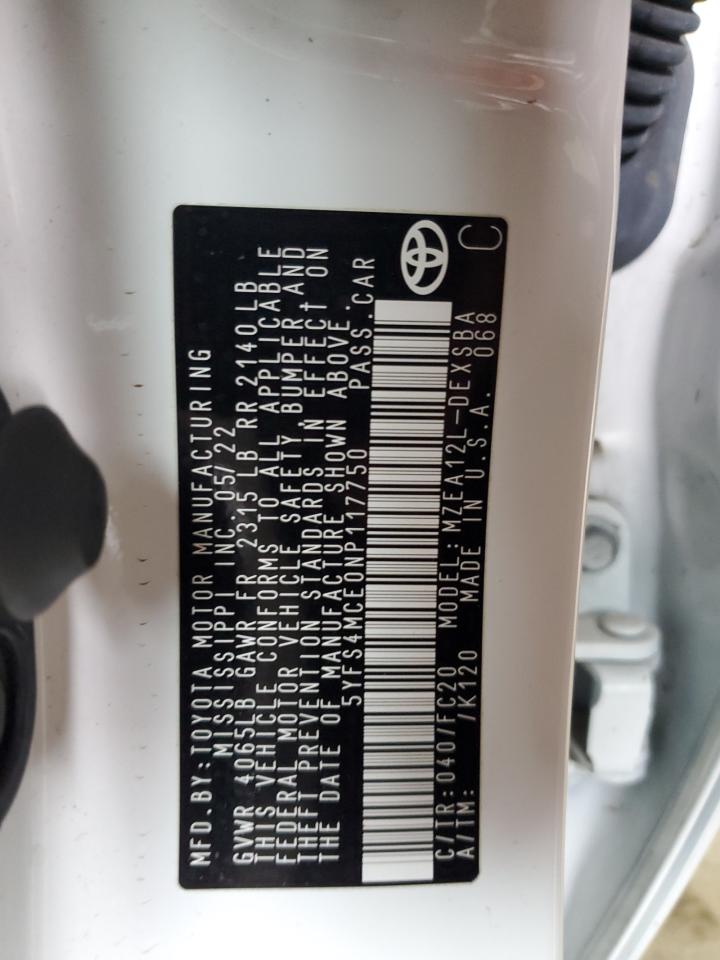 MFD.BY:TOYOTA MOTOR MANUFACTURING
MISSISSIPPI INC.05/22
GVWR 4065LB GAWR FR 2315 LB RR 2140 LB
THIS VEHICLE CONFORMS TO ALL APPLICABLE
FEDERAL MOTOR VEHICLE SAFETY, BUMPER, AND
THEFT PREVENTION STANDARDS IN EFFECT ON
THE DATE OF MANUFACTURE SHOWN ABOVE.
5YFS4MCE0NP117750 PASS.CAR
C/TR:040/FC20 MODEL:MZEA12L-DEXSBA
A/TM: /K120 MADE IN U.S.A. 068
C